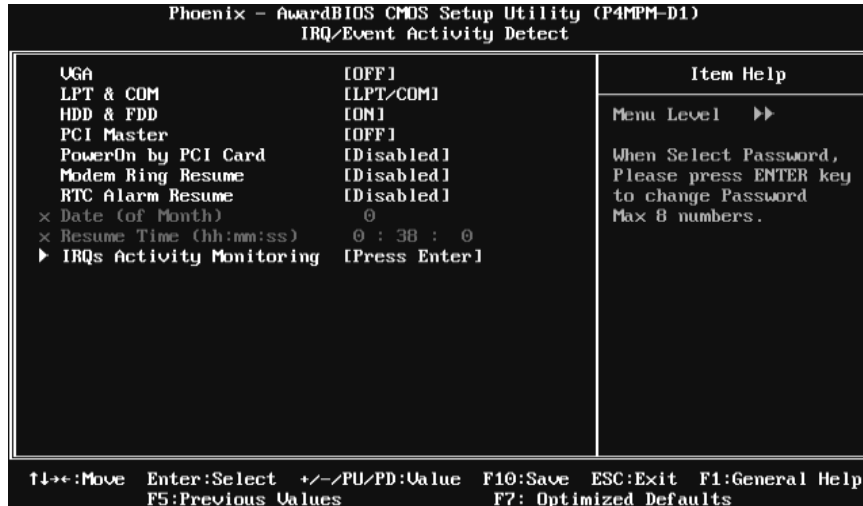 Phoenix - AwardBIOS CMOS Setup Utility (P4MPM-D1)
IRQ/Event Activity Detect
VGA [OFF]
LPT & COM [LPT/COM]
HDD & FDD [ON]
PCI Master [OFF]
PowerOn by PCI Card [Disabled]
Modem Ring Resume [Disabled]
RTC Alarm Resume [Disabled]
x Date (of Month) 0
x Resume Time (hh:mm:ss) 0 : 38 : 0
▶ IRQs Activity Monitoring [Press Enter]
Item Help
Menu Level ▶▶
When Select Password,
Please press ENTER key
to change Password
Max 8 numbers.
↑↓→←:Move Enter:Select +/-/PU/PD:Value F10:Save ESC:Exit F1:General Help
F5:Previous Values F7: Optimized Defaults